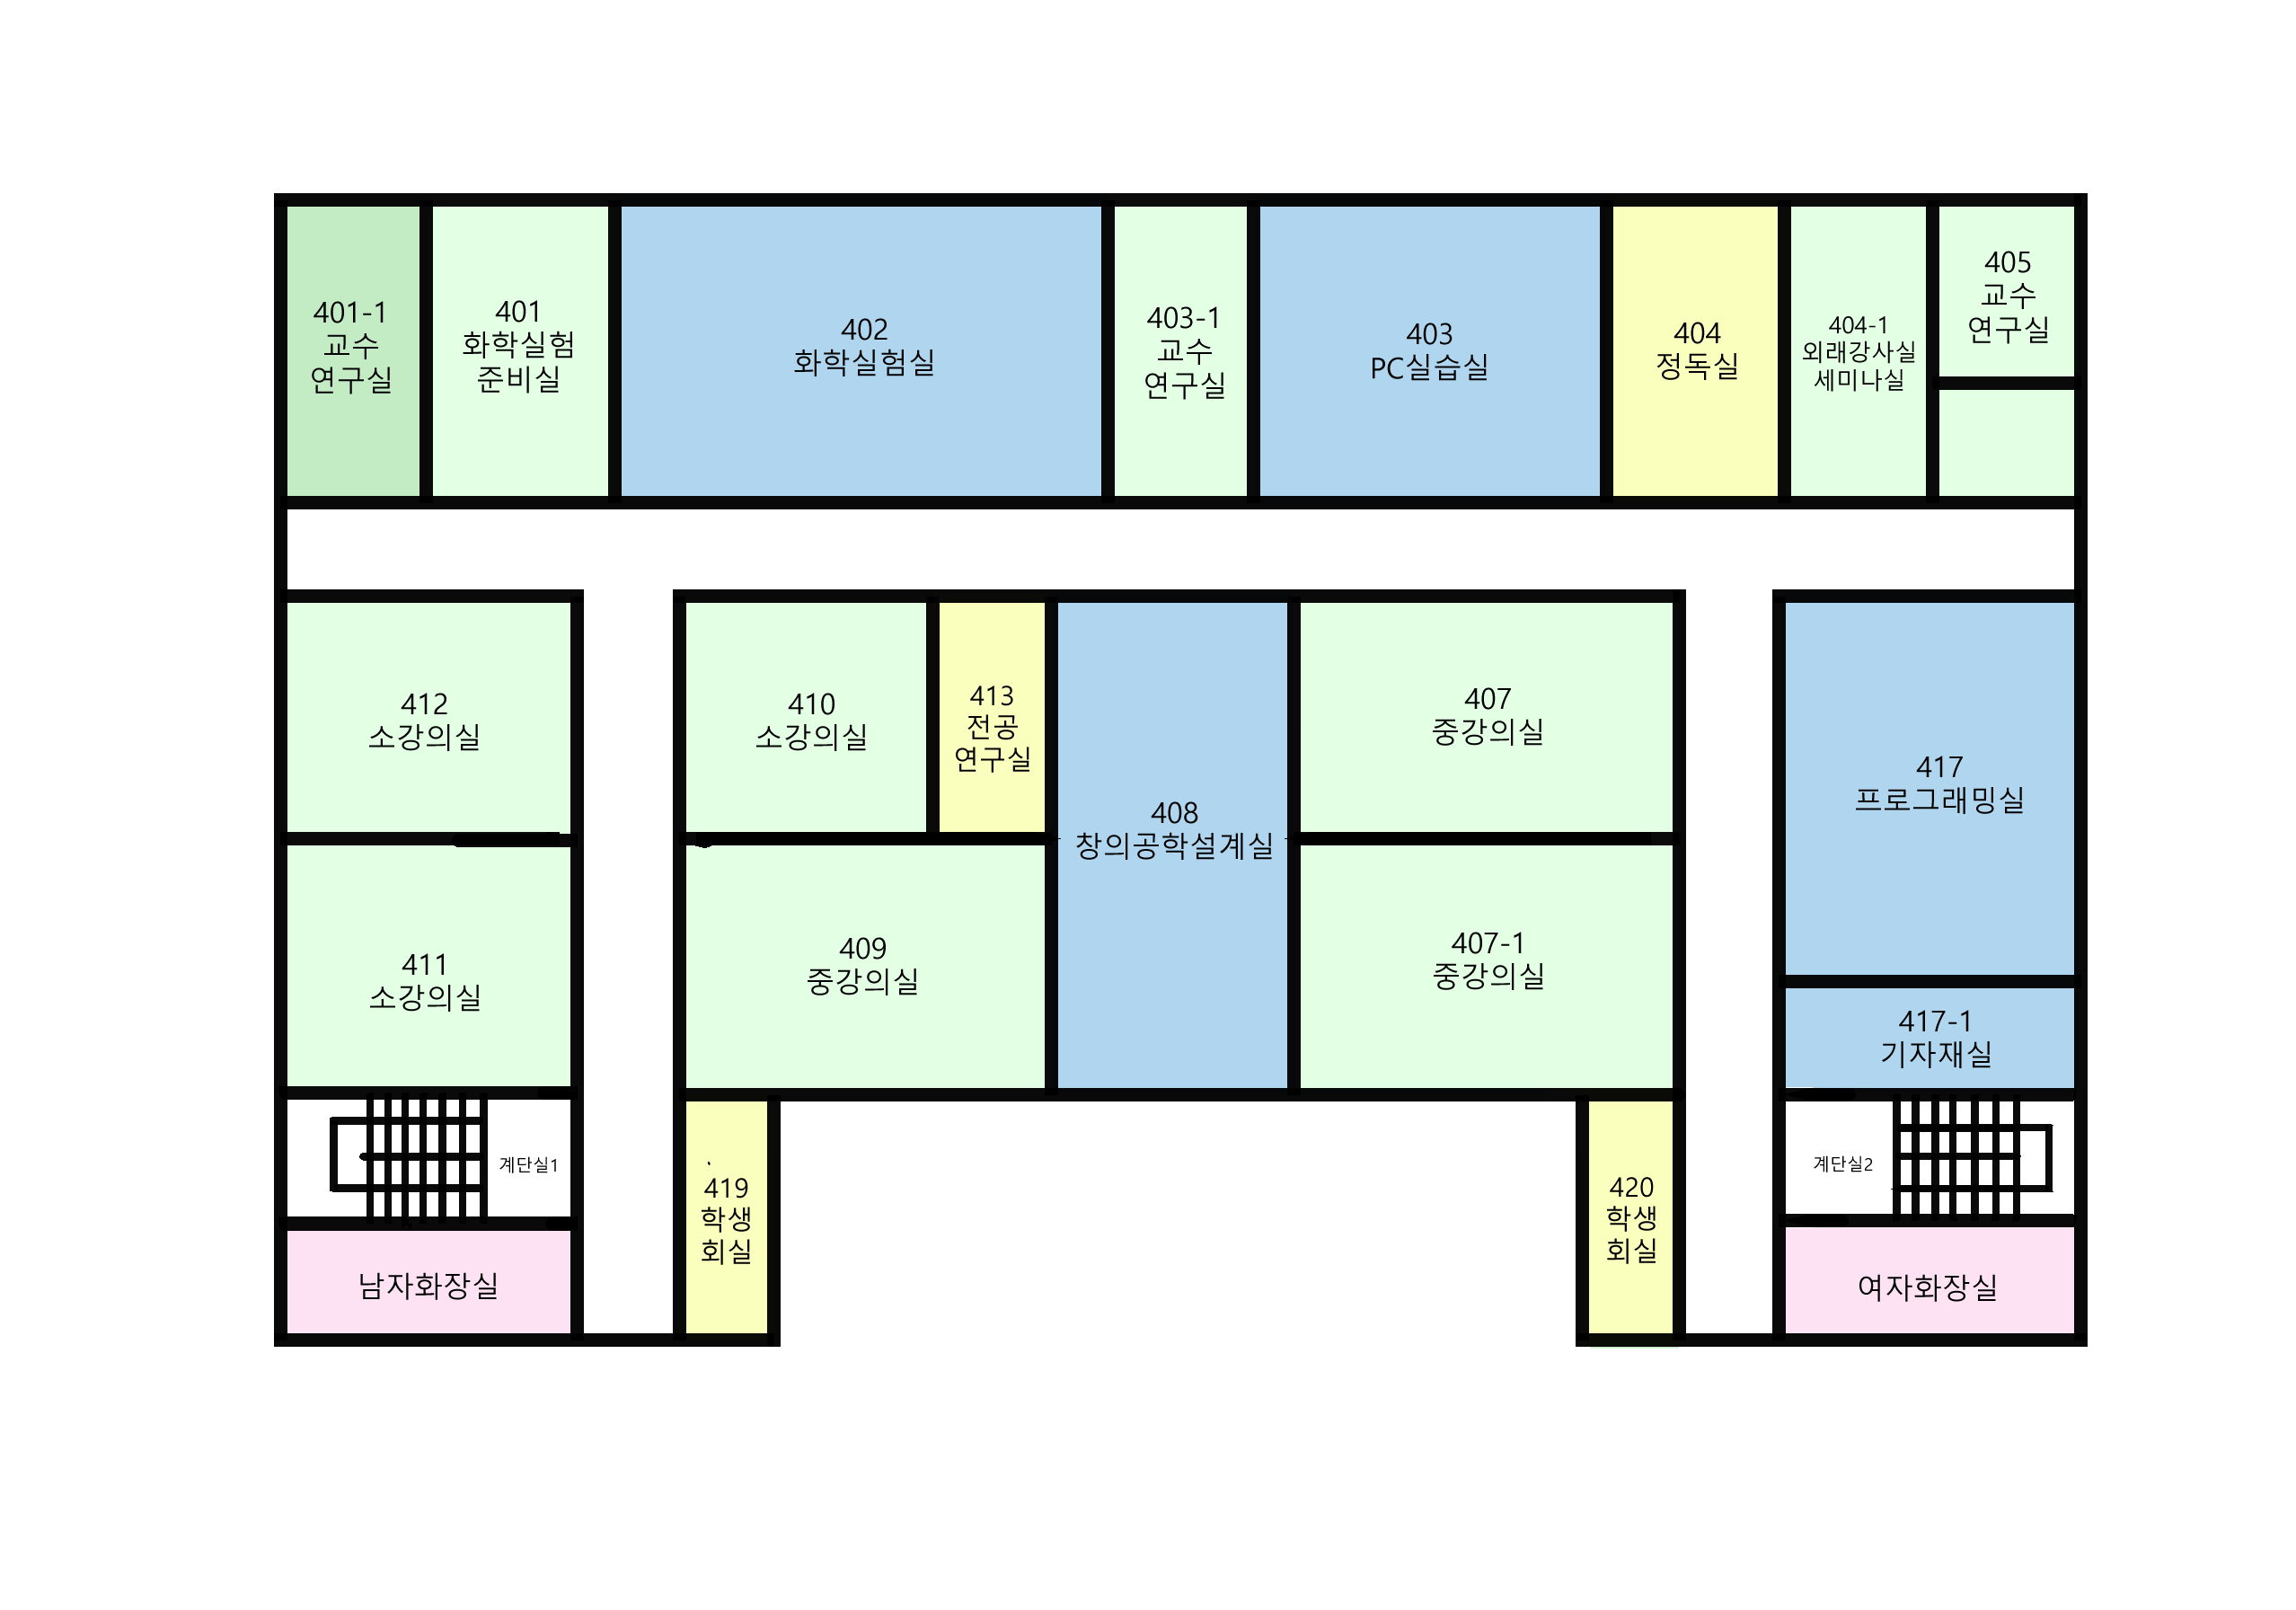 401-1
교수
연구실
401
화학실험
준비실
402
화학실험실
403-1
교수
연구실
403
PC실습실
404
정독실
404-1
외래강사실
세미나실
405
교수
연구실
412
소강의실
410
소강의실
413
전공
연구실
408
창의공학설계실
407
중강의실
417
프로그래밍실
411
소강의실
409
중강의실
407-1
중강의실
417-1
기자재실
계단실1
419
학생
회실
420
학생
회실
계단실2
남자화장실
여자화장실